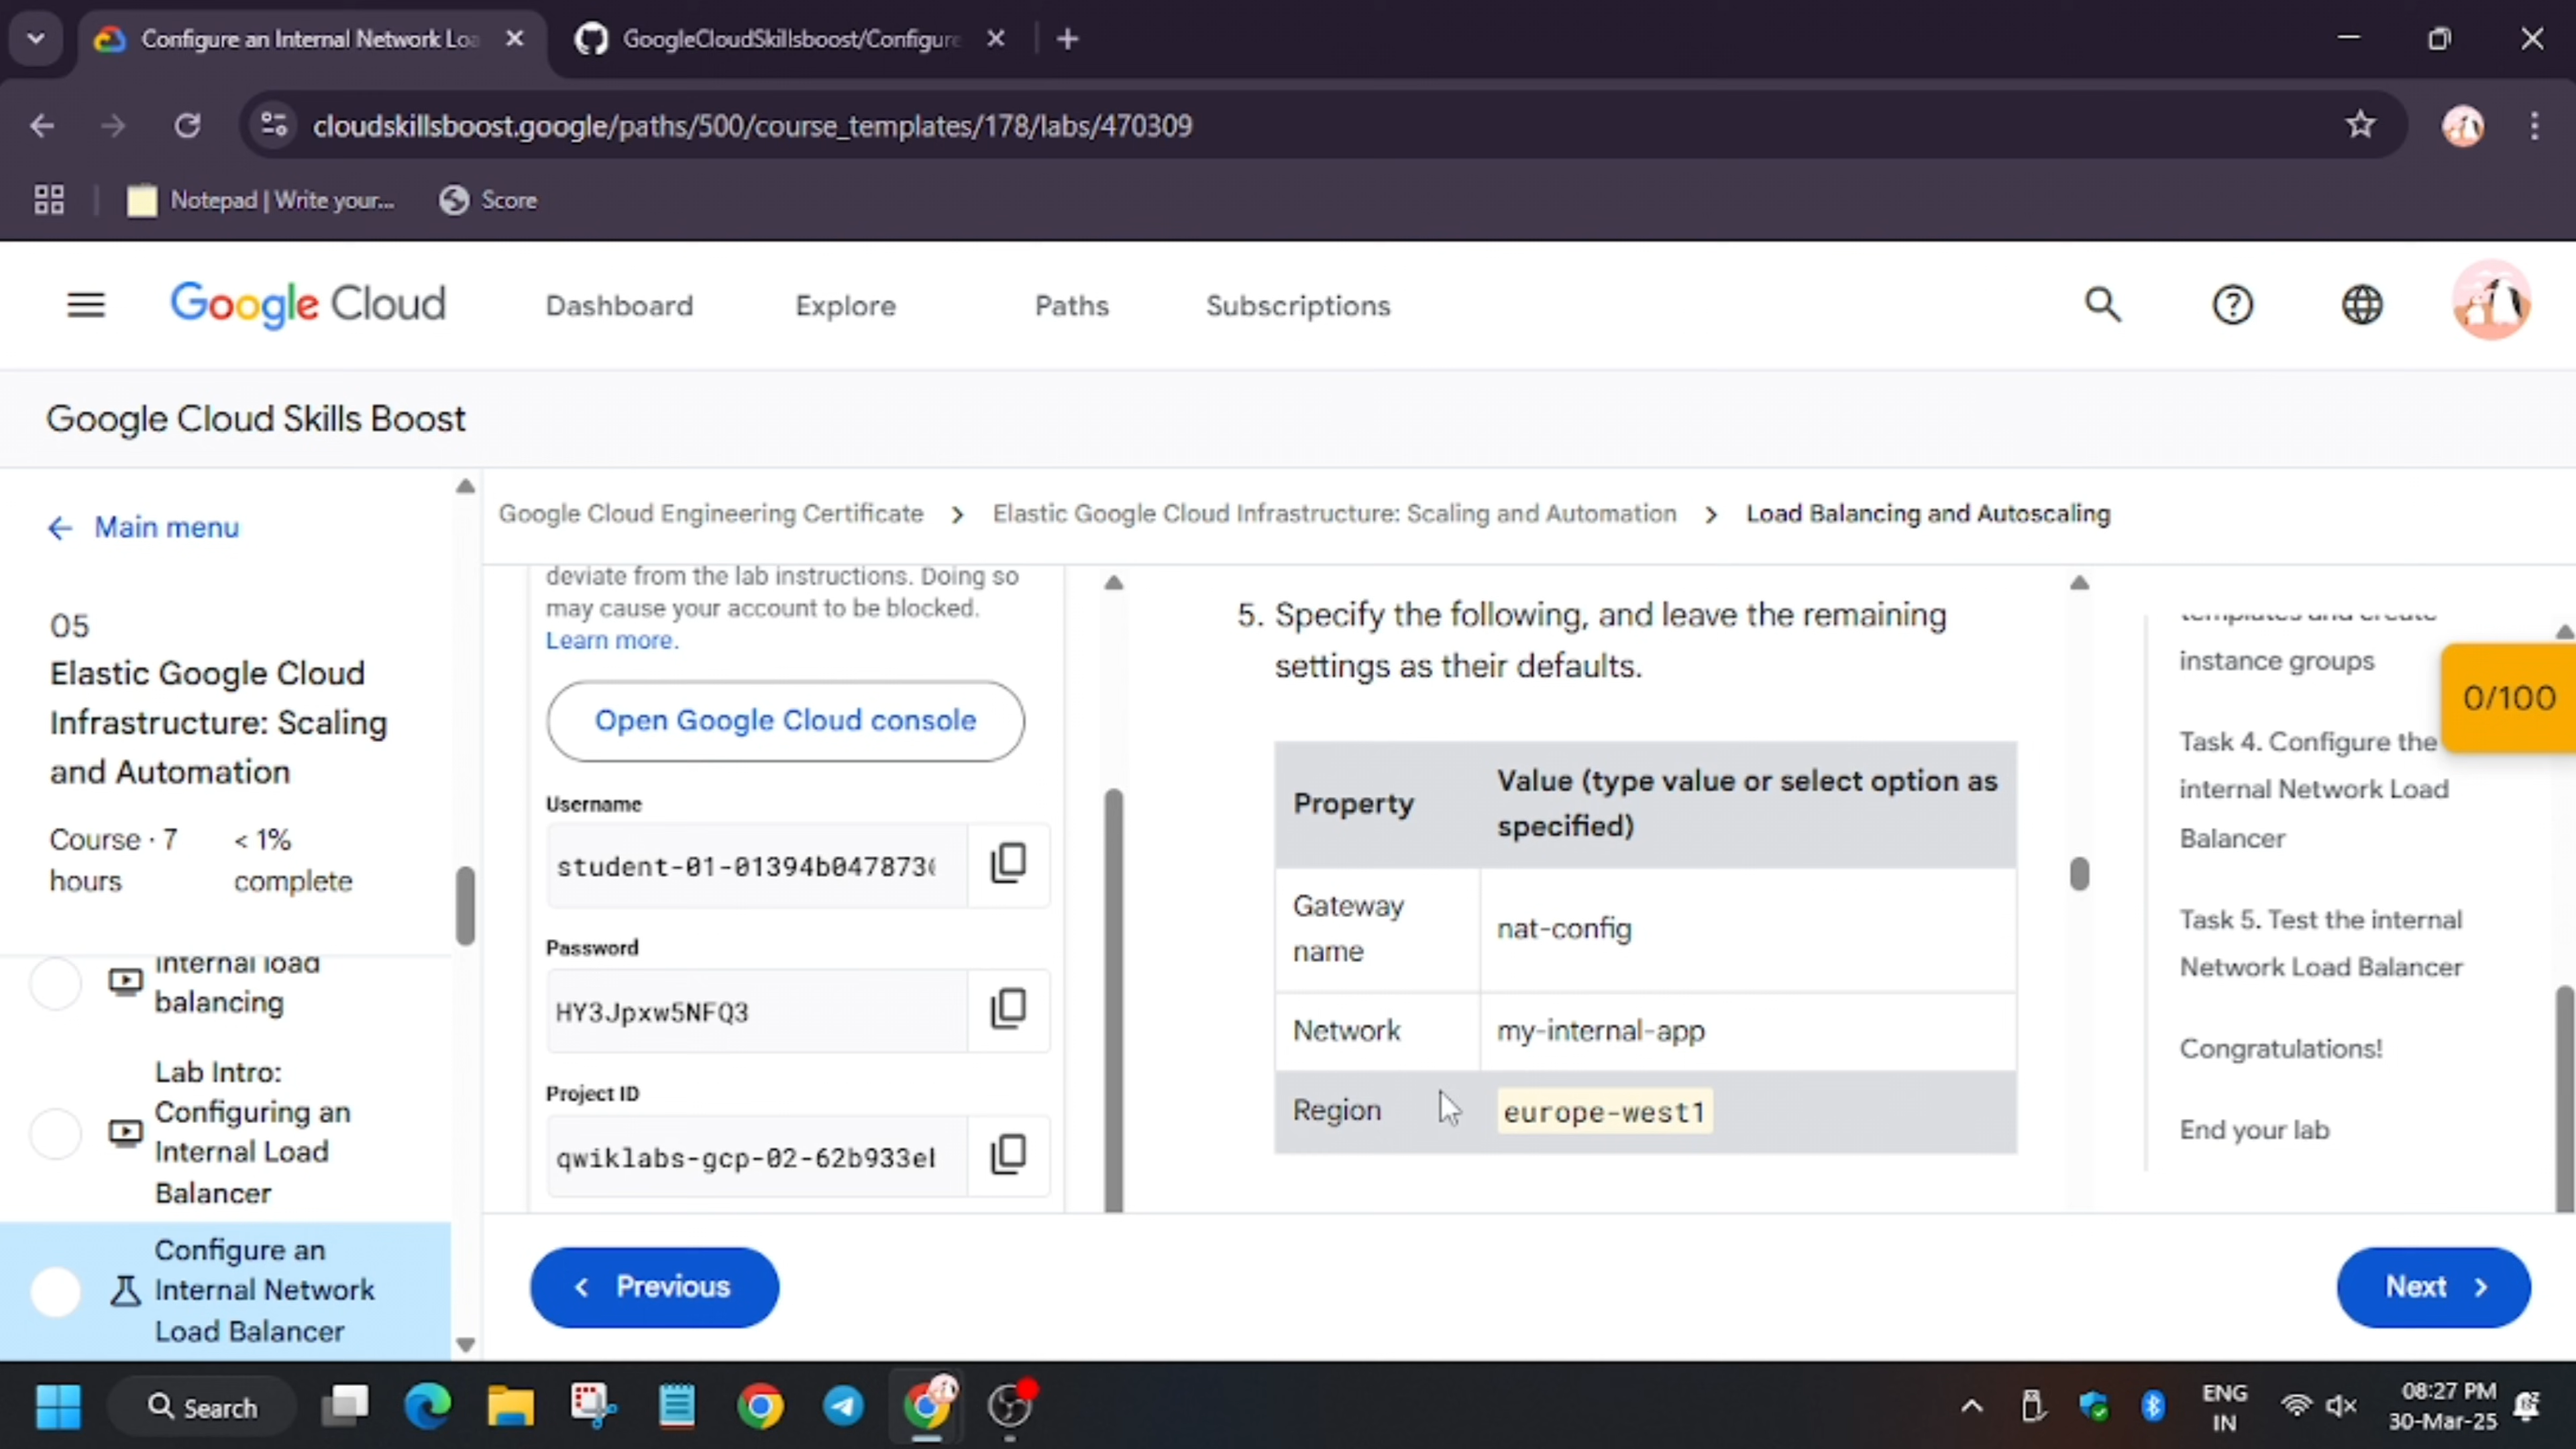 Configure an Internal Network Loa
GoogleCloudSkillsboost/Configure
cloudskillsboost.google/paths/500/course_templates/178/labs/470309
Notepad | Write your...
Score
Google Cloud
Dashboard
Explore
Paths
Subscriptions
Google Cloud Skills Boost
Main menu
05
Elastic Google Cloud
Infrastructure: Scaling
and Automation
Course · 7
hours
< 1%
complete
Internal load
balancing
Lab Intro:
Configuring an
Internal Load
Balancer
Configure an
Internal Network
Load Balancer
Google Cloud Engineering Certificate
Elastic Google Cloud Infrastructure: Scaling and Automation
Load Balancing and Autoscaling
deviate from the lab instructions. Doing so
may cause your account to be blocked.
Learn more.
Open Google Cloud console
Username
student-01-01394b047873
Password
HY3Jpxw5NFQ3
Project ID
qwiklabs-gcp-02-62b933e
5. Specify the following, and leave the remaining
settings as their defaults.
Property
Value (type value or select option as
specified)
Gateway
name
nat-config
Network
my-internal-app
Region
europe-west1
templates and create
instance groups
Task 4. Configure the
internal Network Load
Balancer
Task 5. Test the internal
Network Load Balancer
Congratulations!
End your lab
0/100
Previous
Next
Search
ENG
IN
08:27 PM
30-Mar-25